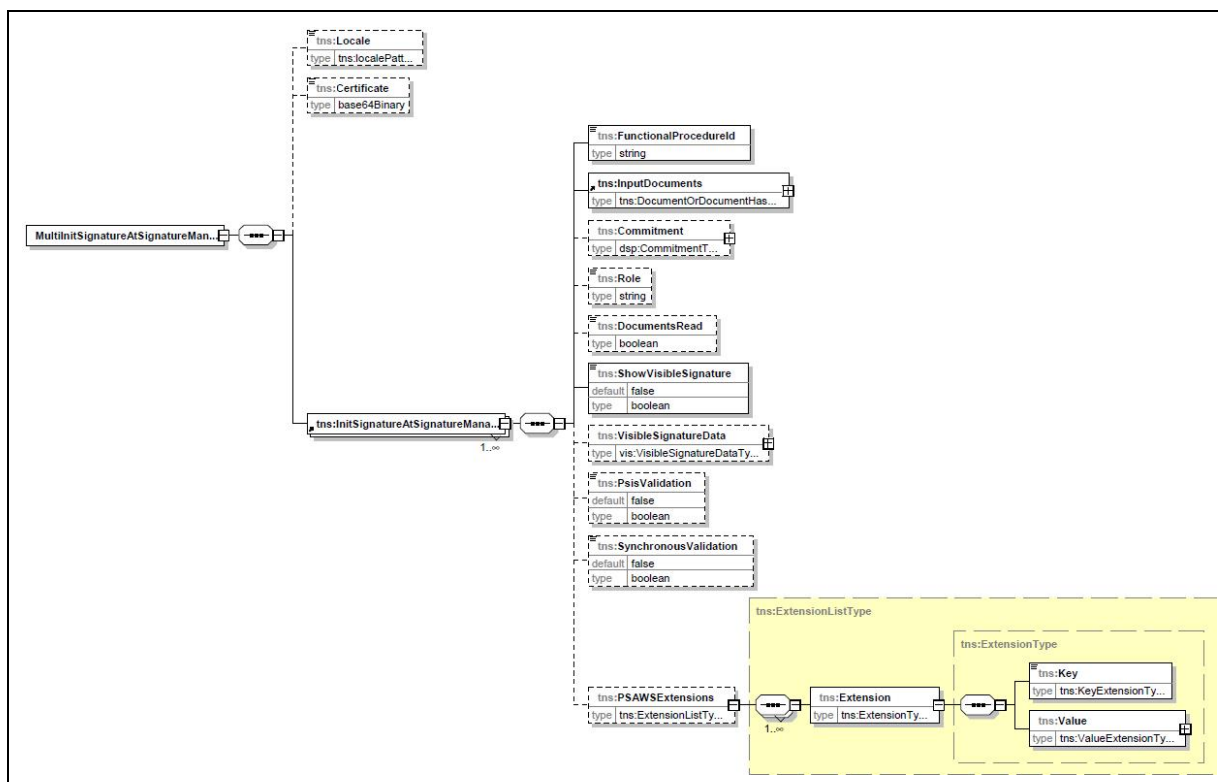 tns:Locale
type tns:localePatt...
tns:Certificate
type base64Binary
tns:FunctionalProcedureId
type string
tns:InputDocuments
type tns:DocumentOrDocumentHas...
MultiInitSignatureAtSignatureMan...
tns:Commitment
type dsp:CommitmentT...
tns:Role
type string
tns:DocumentsRead
type boolean
tns:ShowVisibleSignature
default false
type boolean
tns:InitSignatureAtSignatureMana...
1..∞
tns:VisibleSignatureData
type vis:VisibleSignatureDataTy...
tns:PsisValidation
default false
type boolean
tns:SynchronousValidation
default false
type boolean
tns:ExtensionListType
tns:ExtensionType
tns:PSAWSExtensions
type tns:ExtensionListTy...
1..∞
tns:Extension
type tns:ExtensionTy...
tns:Key
type tns:KeyExtensionTy...
tns:Value
type tns:ValueExtensionTy...